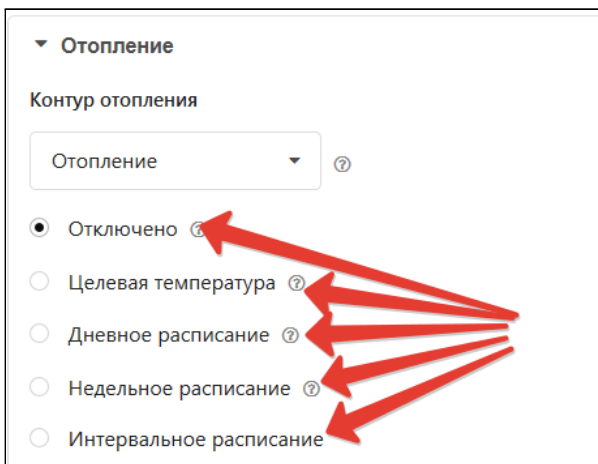 Отопление
Контур отопления
Отопление
Отключено
Целевая температура
Дневное расписание
Недельное расписание
Интервальное расписание